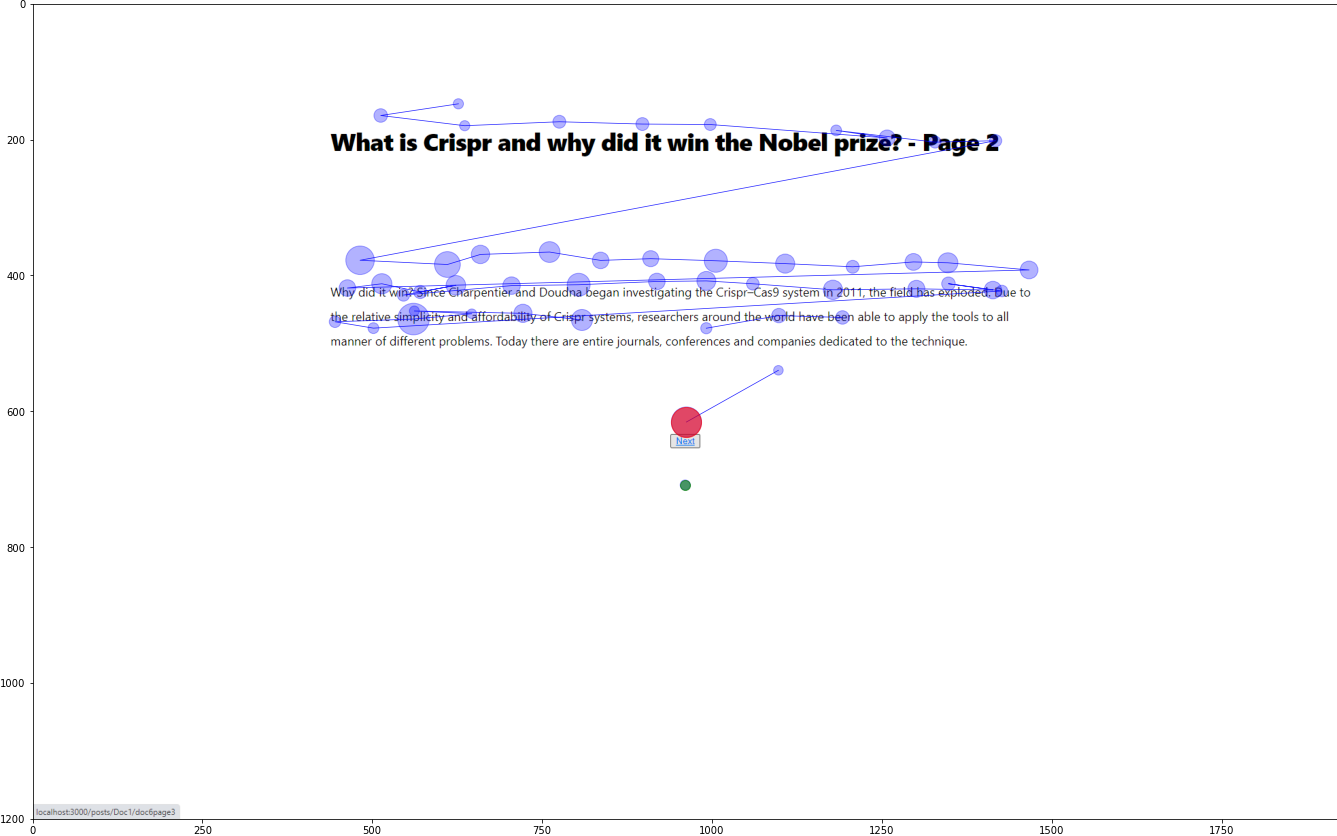 0
200
What is Crispr and why did it win the Nobel prize? - Page 2
400
Why did it win? Since Charpentier and Doudna began investigating the Crispr-Cas9 system in 2011, the field has exploded. Due to
the relative simplicity and affordability of Crispr systems, researchers around the world have been able to apply the tools to all
manner of different problems. Today there are entire journals, conferences and companies dedicated to the technique.
600
Next
800
1000
localhost:3000/posts/Doc1/doc6page3
1200
0 250 500 750 1000 1250 1500 1750